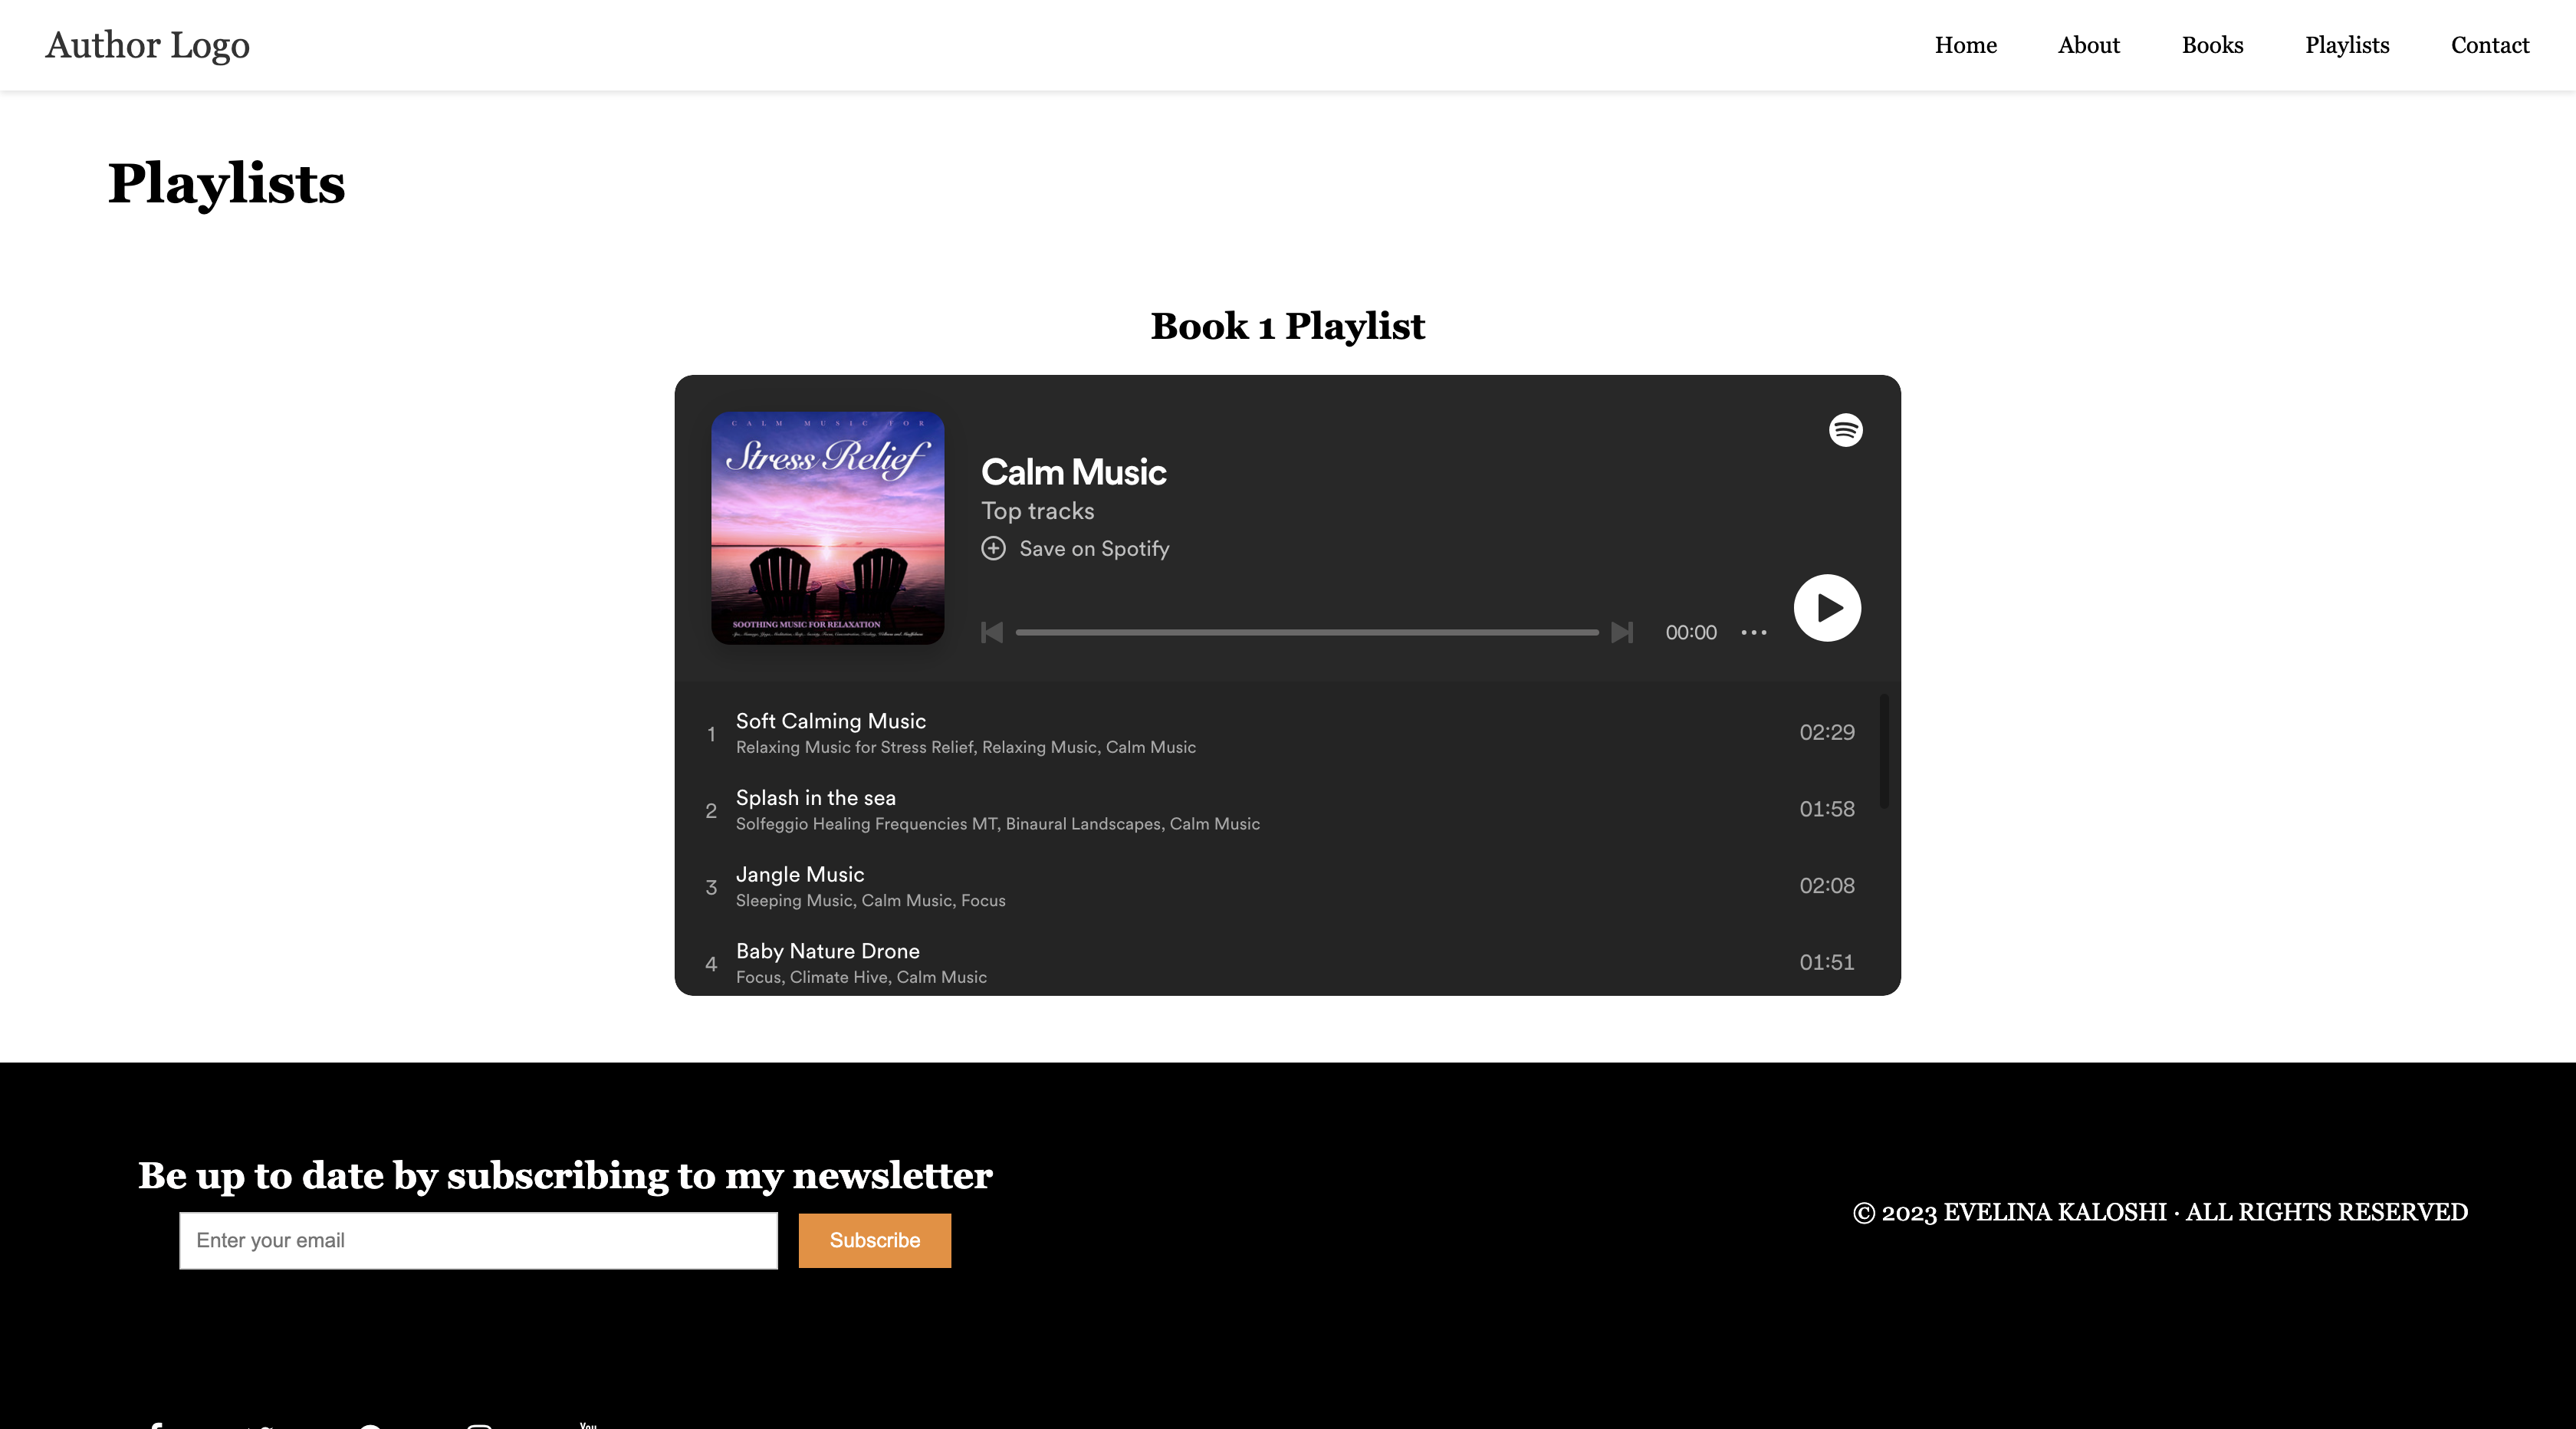 Author Logo
Home About Books Playlists Contact
Playlists
Book 1 Playlist
CALM MUSIC FOR
Stress Relief
SOOTHING MUSIC FOR RELAXATION
Calm Music
Top tracks
Save on Spotify
00:00
1 Soft Calming Music 02:29
Relaxing Music for Stress Relief, Relaxing Music, Calm Music
2 Splash in the sea 01:58
Solfeggio Healing Frequencies MT, Binaural Landscapes, Calm Music
3 Jangle Music 02:08
Sleeping Music, Calm Music, Focus
4 Baby Nature Drone 01:51
Focus, Climate Hive, Calm Music
Be up to date by subscribing to my newsletter
Enter your email Subscribe
© 2023 EVELINA KALOSHI · ALL RIGHTS RESERVED
You